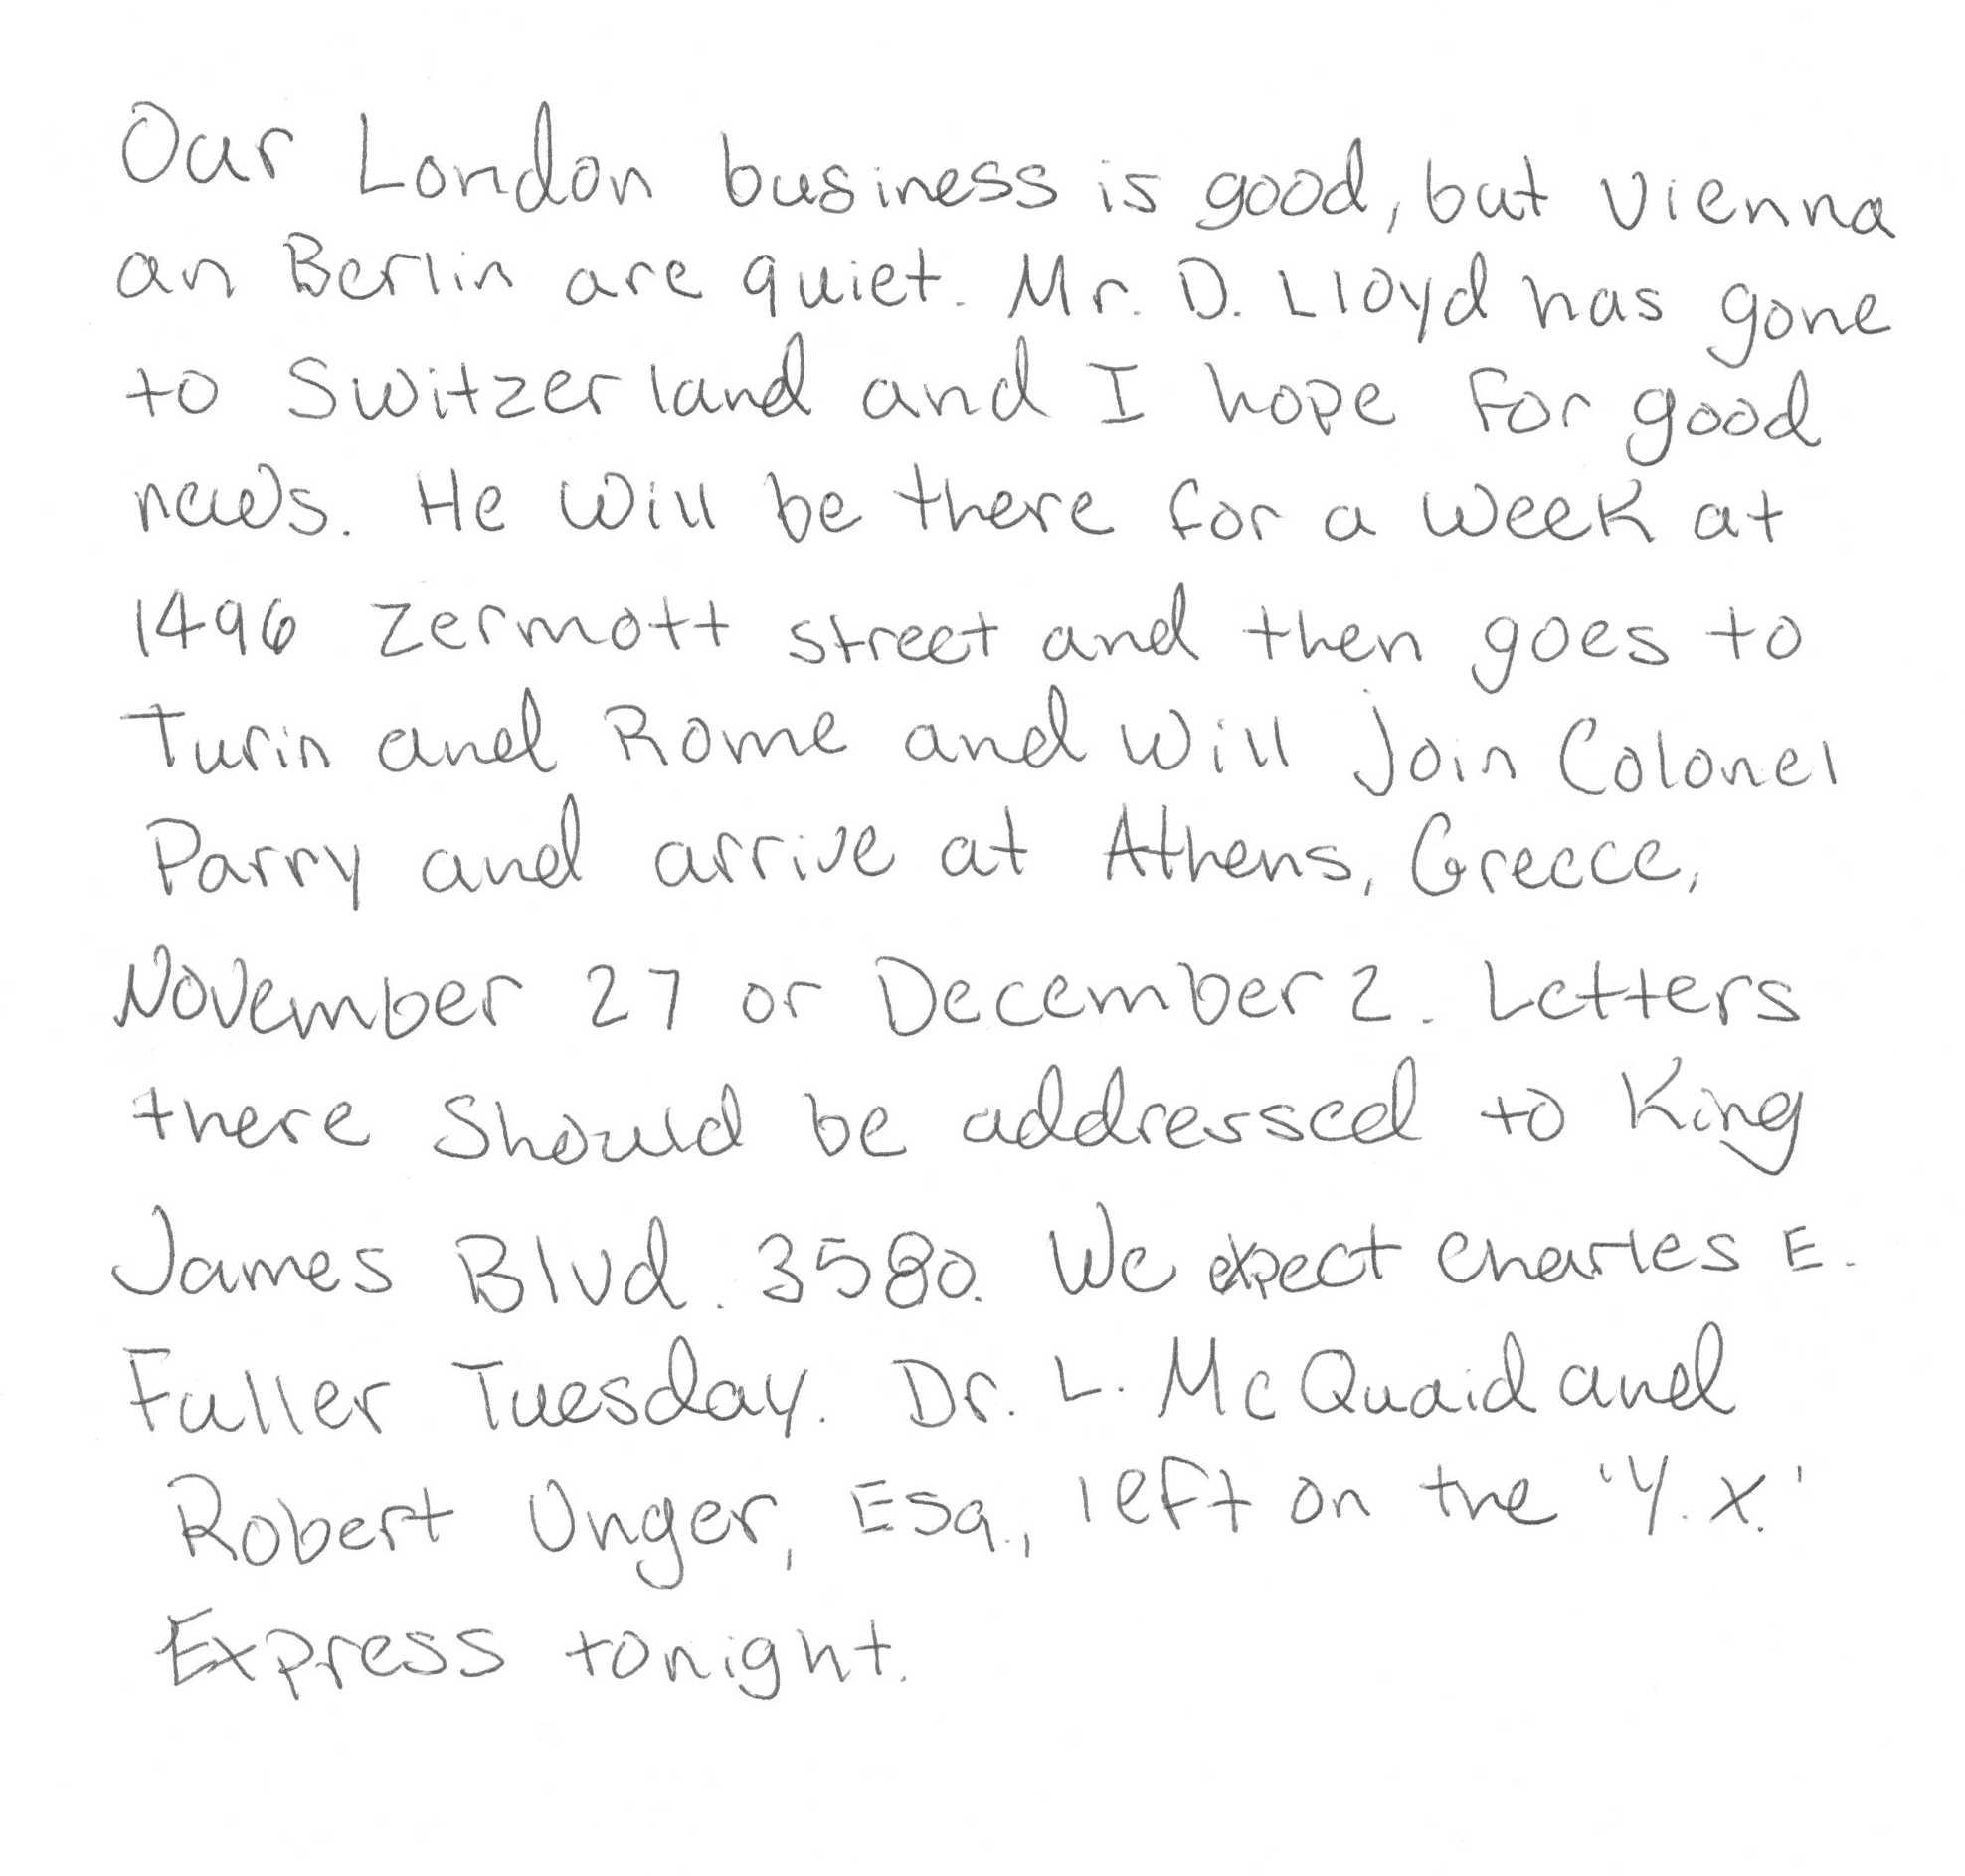 Our London business is good, but Vienna
an Berlin are quiet. Mr. D. Lloyd has gone
to Switzerland and I hope for good
news. He will be there for a week at
1496 Zermott street and then goes to
Turin and Rome and will join Colonel
Parry and arrive at Athens, Greece,
November 27 or December 2. Letters
there should be addressed to King
James Blvd. 3580. We expect Charles E.
Fuller Tuesday. Dr. L. McQuaid and
Robert Unger, Esq., left on the 'Y.X.'
Express tonight.